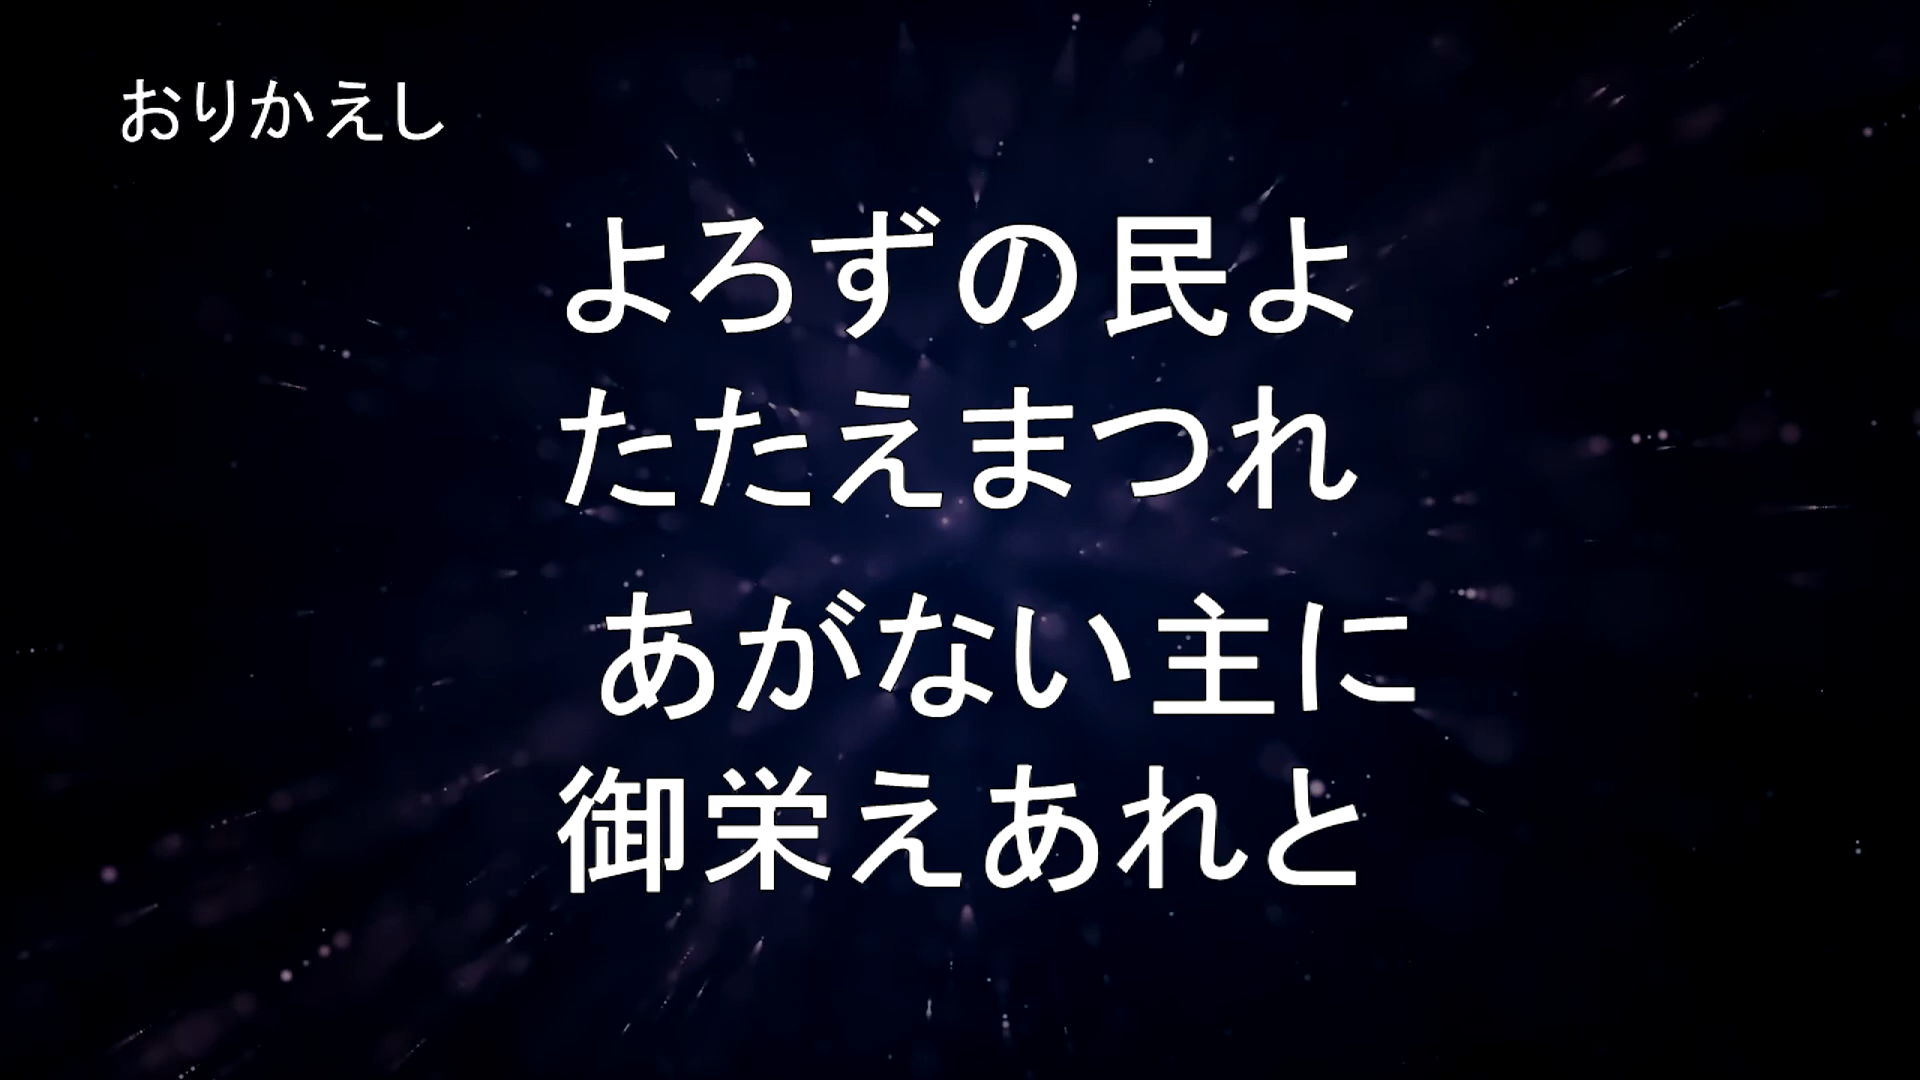 おりかえし
よろずの民よ
たたえまつれ
あがない主に
御栄えあれと